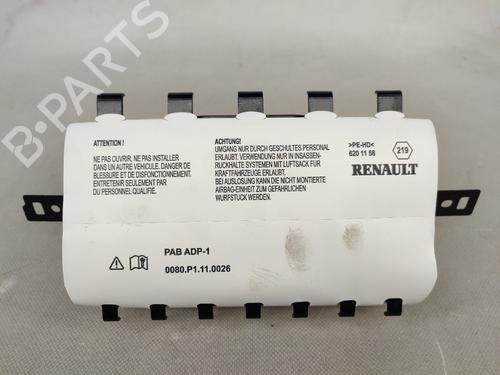 B-PARTS
ATTENTION !
NE PAS OUVRIR, NE PAS INSTALLER
DANS UN AUTRE VEHICULE. DANGER DE
BLESSURE ET DE DISFONCTIONNEMENT.
ENTRETENIR SEULEMENT PAR
DU PERSONNEL QUALIFIE.
ACHTUNG!
UMGANG NUR DURCH GESCHULTES PERSONAL
ERLAUBT, VERWENDUNG NUR IN INSASSEN-
RUCKHALTE SYSTEMEN MIT LUFTSACK FUR
KRAFTFAHRZEUGE ERLAUBT.
BEI AUSLOSUNG KANN DIE NICHT MONTIERTE
AIRBAG-EINHEIT ZUM GEFAHRLICHEN
WURFSTUCK WERDEN.
>PE-HD<
620 11 58
219
RENAULT
PAB ADP-1
0080.P1.11.0026